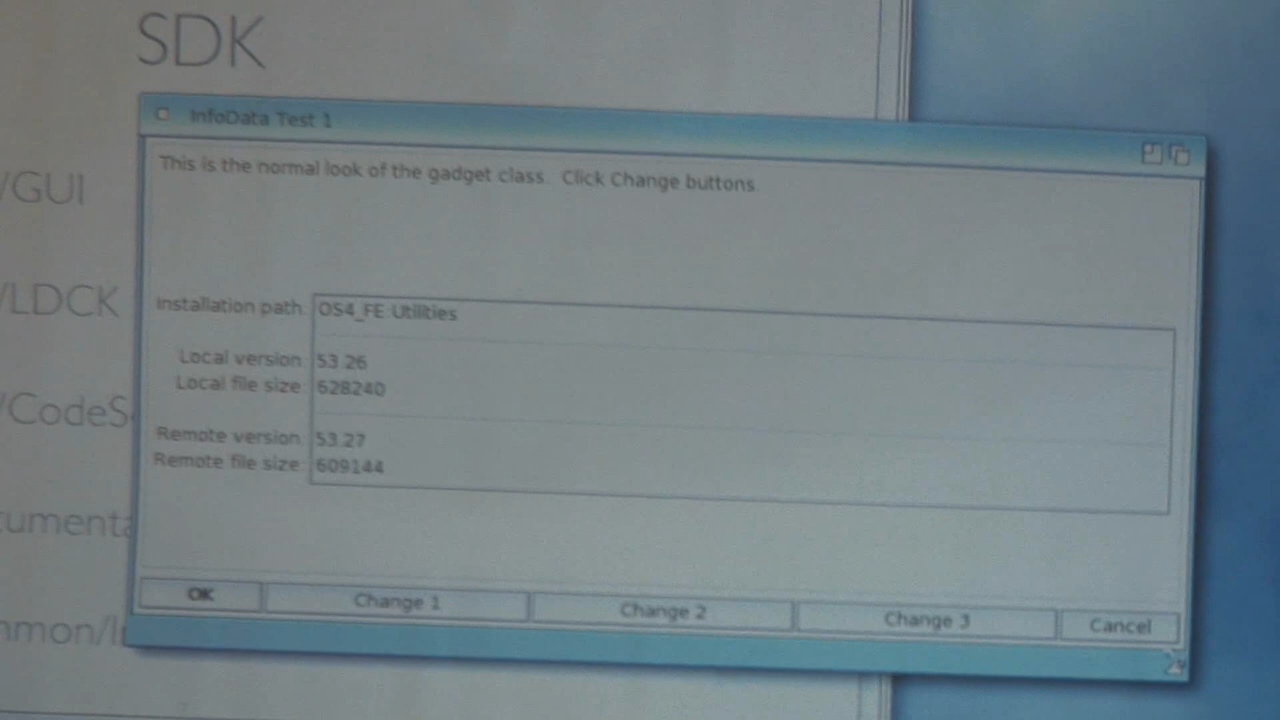 SDK
InfoData Test 1
This is the normal look of the gadget class. Click Change buttons.
/GUI
Installation path: OS4_FE:Utilities
/LDCK
Local version: 53.26
Local file size: 628240
/CodeS
Remote version: 53.27
Remote file size: 609144
cumenta
OK Change 1 Change 2 Change 3 Cancel
mmon/I